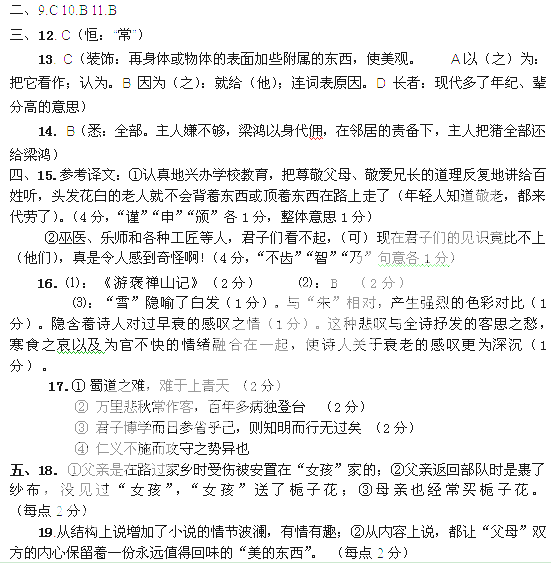 二、9.C 10.B 11.B
三、12. C（恒：“常”）
13. C（装饰：再身体或物体的表面加些附属的东西，使美观。 A以（之）为：
把它看作；认为。B 因为（之）：就给（他）；连词表原因。D 长者：现代多了年纪、辈
分高的意思）
14. B（悉：全部。主人嫌不够，梁鸿以身代佣，在邻居的责备下，主人把猪全部还
给梁鸿）
四、15.参考译文：①认真地兴办学校教育，把尊敬父母、敬爱兄长的道理反复地讲给百
姓听，头发花白的老人就不会背着东西或顶着东西在路上走了（年轻人知道敬老，都来
代劳了）。（4分，“谨”“申”“颁”各1分，整体意思1分）
②巫医、乐师和各种工匠等人，君子们看不起，（可）现在君子们的见识竟比不上
（他们），真是令人感到奇怪啊！（4分，“不齿”“智”“乃”句意各1分）
16. ⑴：《游褒禅山记》（2分） ⑵：B （2分）
⑶：“雪”隐喻了白发（1分）。与“朱”相对，产生强烈的色彩对比（1
分）。隐含着诗人对过早衰的感叹之情（1分）。这种悲叹与全诗抒发的客思之愁，
寒食之哀以及为官不快的情绪融合在一起，使诗人关于衰老的感叹更为深沉（1
分）。
17.① 蜀道之难，难于上青天 （2分）
② 万里悲秋常作客，百年多病独登台 （2分）
③ 君子博学而日参省乎己，则知明而行无过矣 （2分）
④ 仁义不施而攻守之势异也
五、18. ①父亲是在路过家乡时受伤被安置在“女孩”家的；②父亲返回部队时是裹了
纱布，没见过“女孩”，“女孩”送了栀子花；③母亲也经常买栀子花。
（每点2分）
19.从结构上说增加了小说的情节波澜，有情有趣；②从内容上说，都让“父母”双
方的内心保留着一份永远值得回味的“美的东西”。（每点2分）